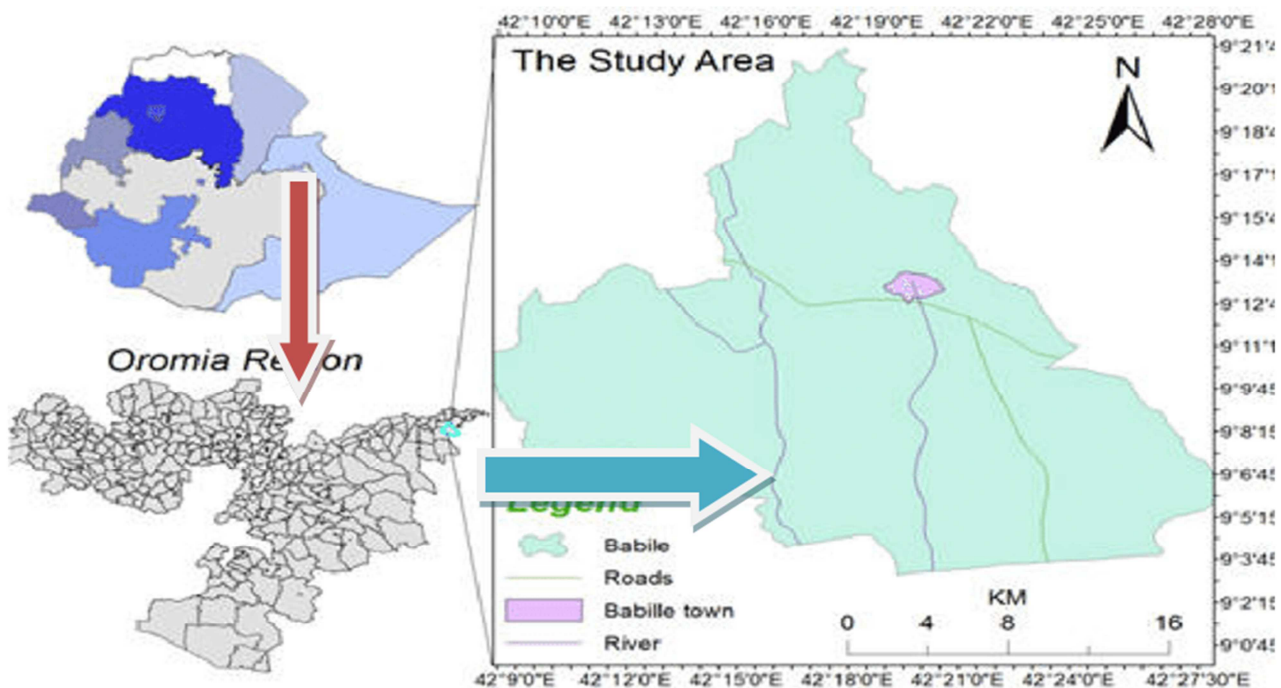 42°10'0"E 42°13'0"E 42°16'0"E 42°19'0"E 42°22'0"E 42°25'0"E 42°28'0"E
The Study Area
N
9°21'4
9°20'1
9°18'4
9°17'1
9°15'4
9°14'1
9°12'4
9°11'1
9°9'45
9°8'15
9°6'45
9°5'15
9°3'45
9°2'15
9°0'45
Oromia Re on
Legend
Babile
Roads
Babille town
River
KM
0 4 8 16
42°9'0"E 42°12'0"E 42°15'0"E 42°18'0"E 42°21'0"E 42°24'0"E 42°27'30"E